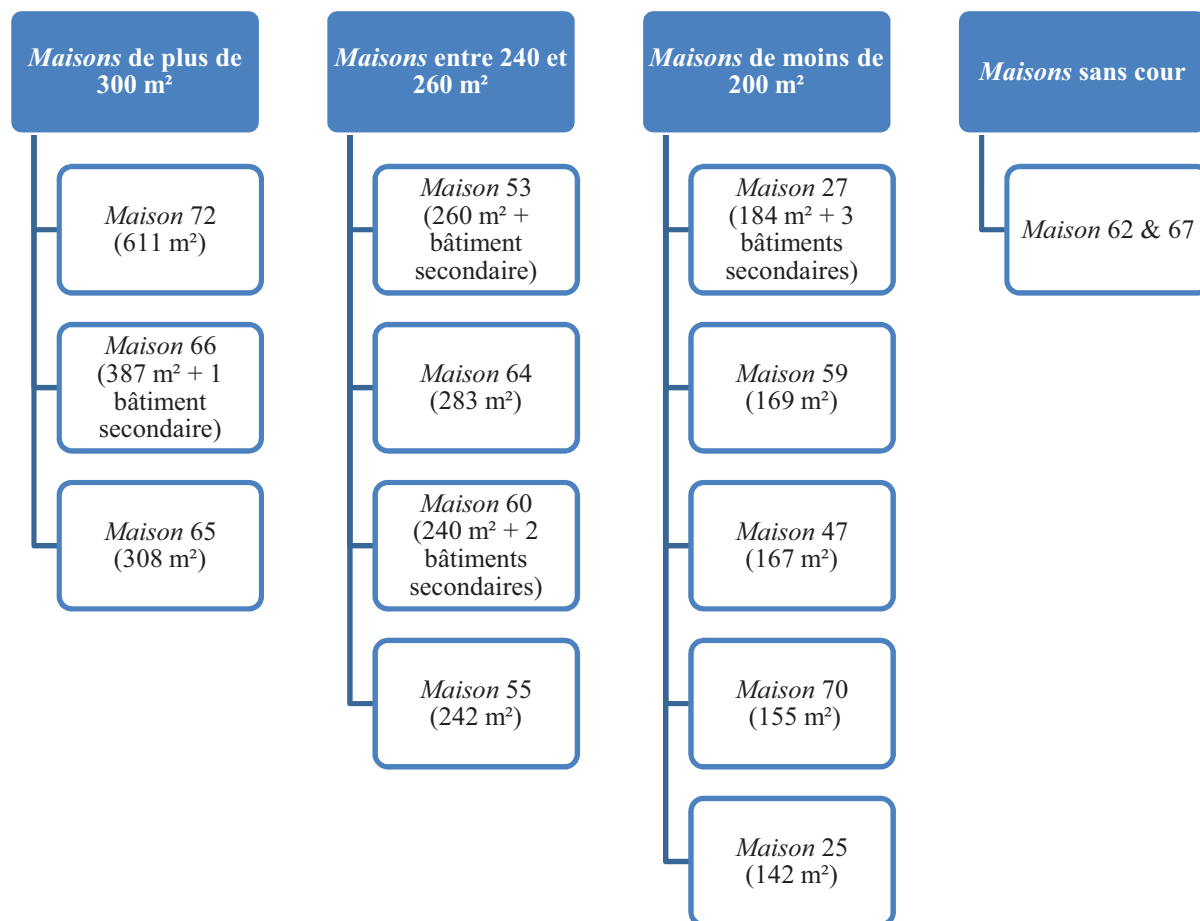 Maisons de plus de
300 m²
Maison 72
(611 m²)
Maison 66
(387 m² + 1
bâtiment
secondaire)
Maison 65
(308 m²)
Maisons entre 240 et
260 m²
Maison 53
(260 m² +
bâtiment
secondaire)
Maison 64
(283 m²)
Maison 60
(240 m² + 2
bâtiments
secondaires)
Maison 55
(242 m²)
Maisons de moins de
200 m²
Maison 27
(184 m² + 3
bâtiments
secondaires)
Maison 59
(169 m²)
Maison 47
(167 m²)
Maison 70
(155 m²)
Maison 25
(142 m²)
Maisons sans cour
Maison 62 & 67